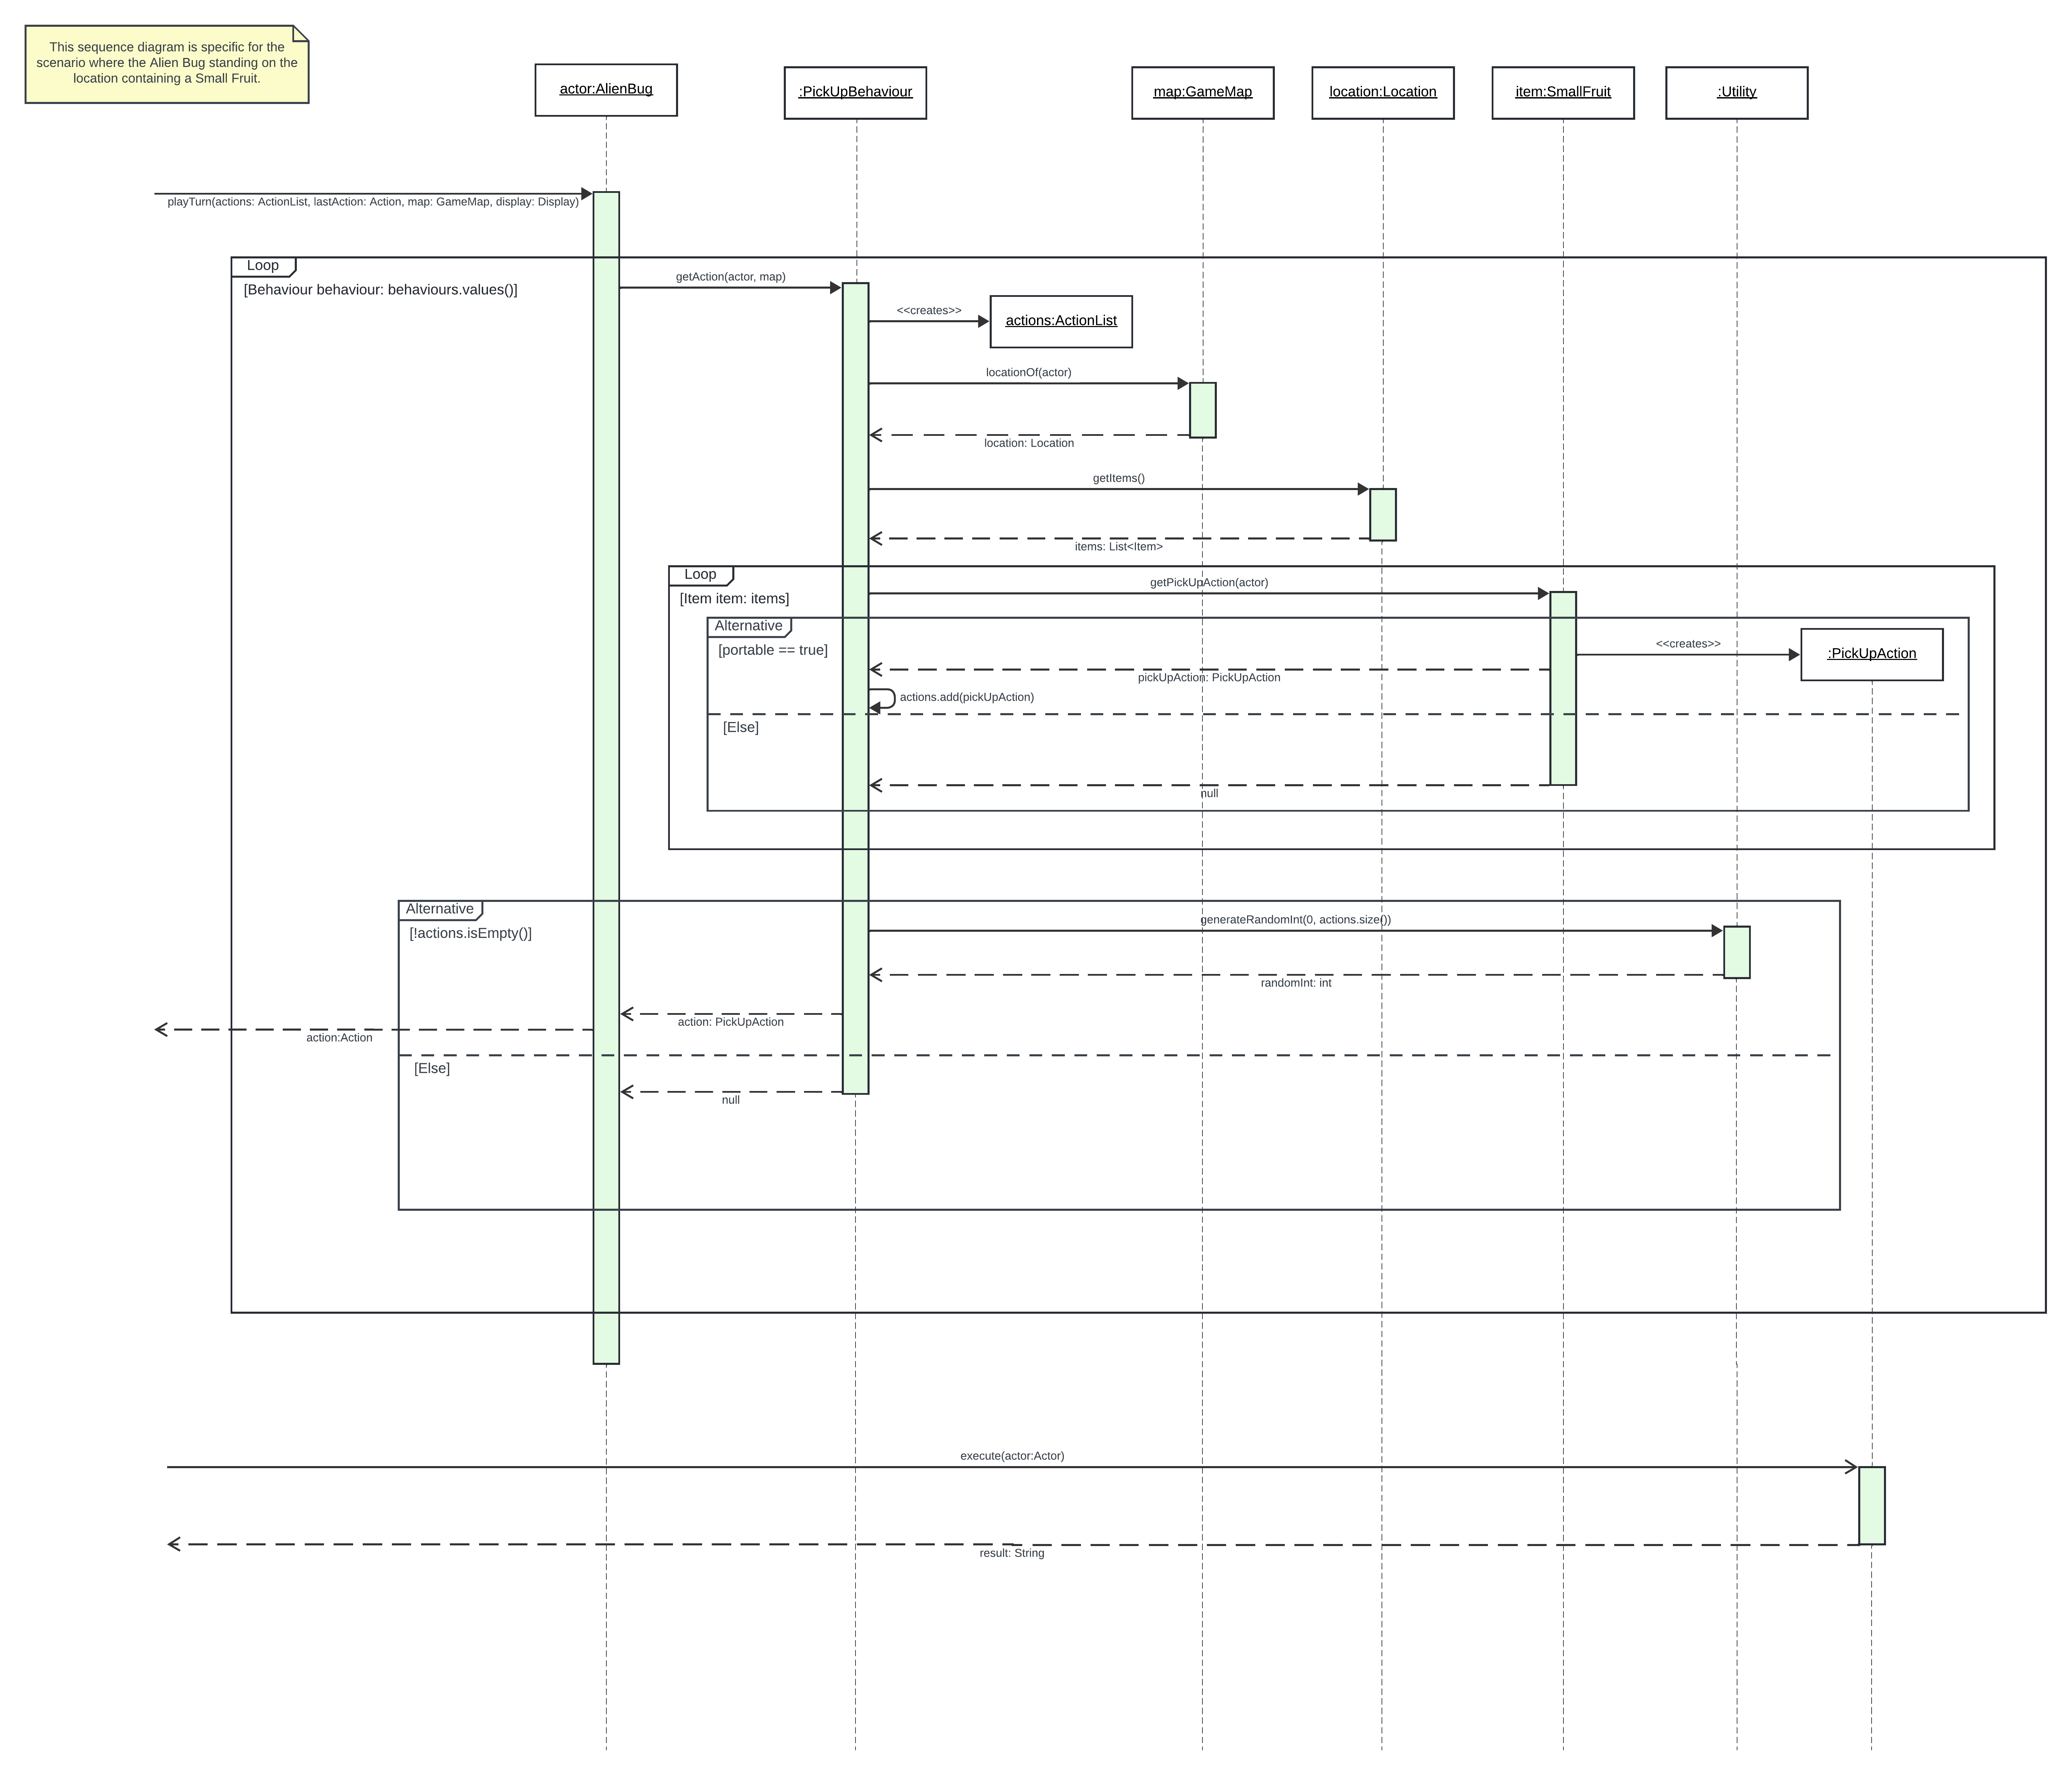 This sequence diagram is specific for the
scenario where the Alien Bug standing on the
location containing a Small Fruit.
actor:AlienBug
:PickUpBehaviour
map:GameMap
location:Location
item:SmallFruit
:Utility
playTurn(actions: ActionList, lastAction: Action, map: GameMap, display: Display)
Loop
[Behaviour behaviour: behaviours.values()]
getAction(actor, map)
<<creates>>
actions:ActionList
locationOf(actor)
location: Location
getItems()
items: List<Item>
Loop
[Item item: items]
getPickUpAction(actor)
Alternative
[portable == true]
<<creates>>
:PickUpAction
pickUpAction: PickUpAction
actions.add(pickUpAction)
[Else]
null
Alternative
[!actions.isEmpty()]
generateRandomInt(0, actions.size())
randomInt: int
action: PickUpAction
action:Action
[Else]
null
execute(actor:Actor)
result: String